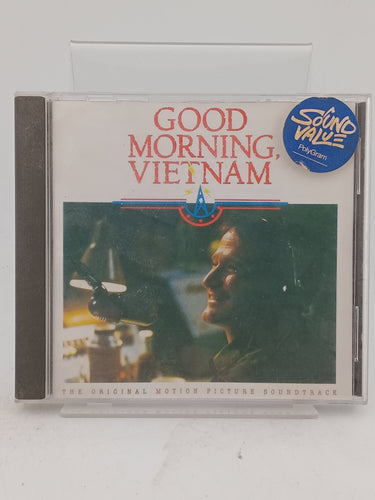 GOOD
MORNING,
VIETNAM
SOUND
VALUE
PolyGram
THE ORIGINAL MOTION PICTURE SOUNDTRACK